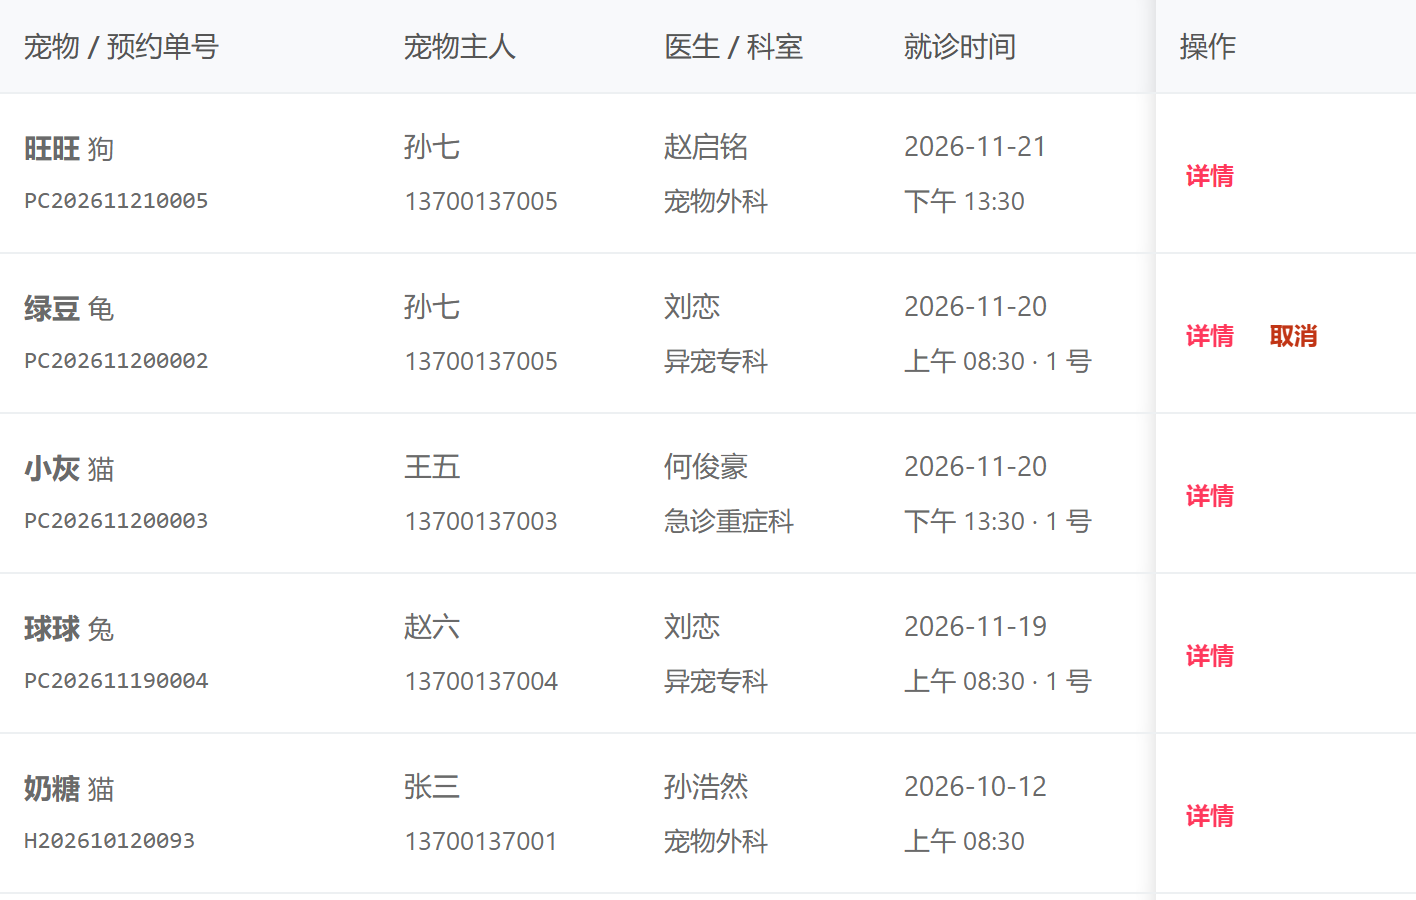 宠物 / 预约单号 宠物主人 医生 / 科室 就诊时间 操作
旺旺 狗 孙七 赵启铭 2026-11-21
PC202611210005 13700137005 宠物外科 下午 13:30 详情
绿豆 龟 孙七 刘恋 2026-11-20
PC202611200002 13700137005 异宠专科 上午 08:30 · 1 号 详情 取消
小灰 猫 王五 何俊豪 2026-11-20
PC202611200003 13700137003 急诊重症科 下午 13:30 · 1 号 详情
球球 兔 赵六 刘恋 2026-11-19
PC202611190004 13700137004 异宠专科 上午 08:30 · 1 号 详情
奶糖 猫 张三 孙浩然 2026-10-12
H202610120093 13700137001 宠物外科 上午 08:30 详情